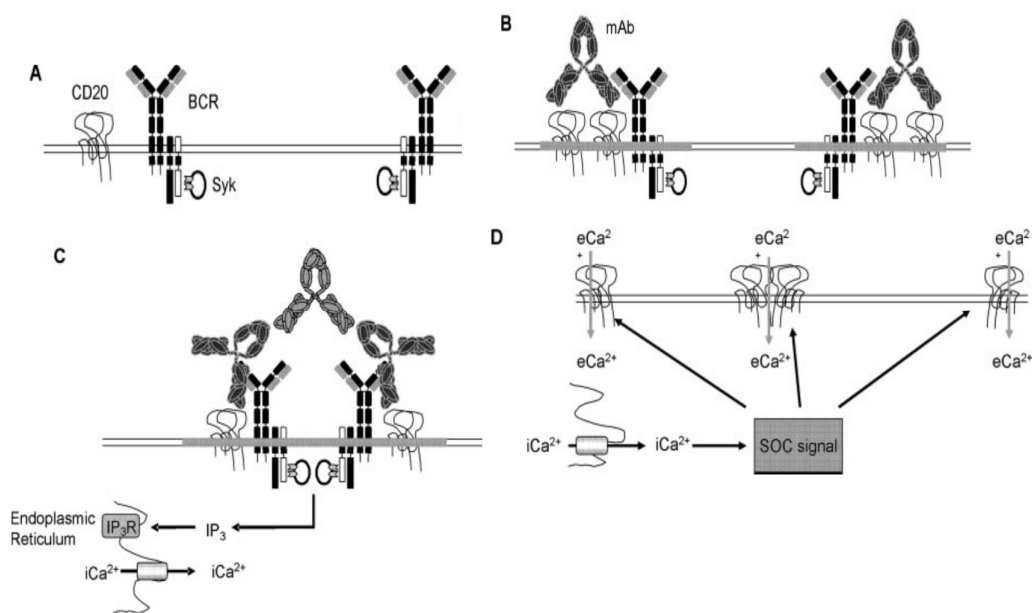 A
CD20
BCR
Syk
B
mAb
C
Endoplasmic
Reticulum
IP₃R
IP₃
iCa²⁺
iCa²⁺
D
eCa²
+
eCa²
+
eCa²
+
eCa²⁺
eCa²⁺
eCa²⁺
iCa²⁺
iCa²⁺
SOC signal